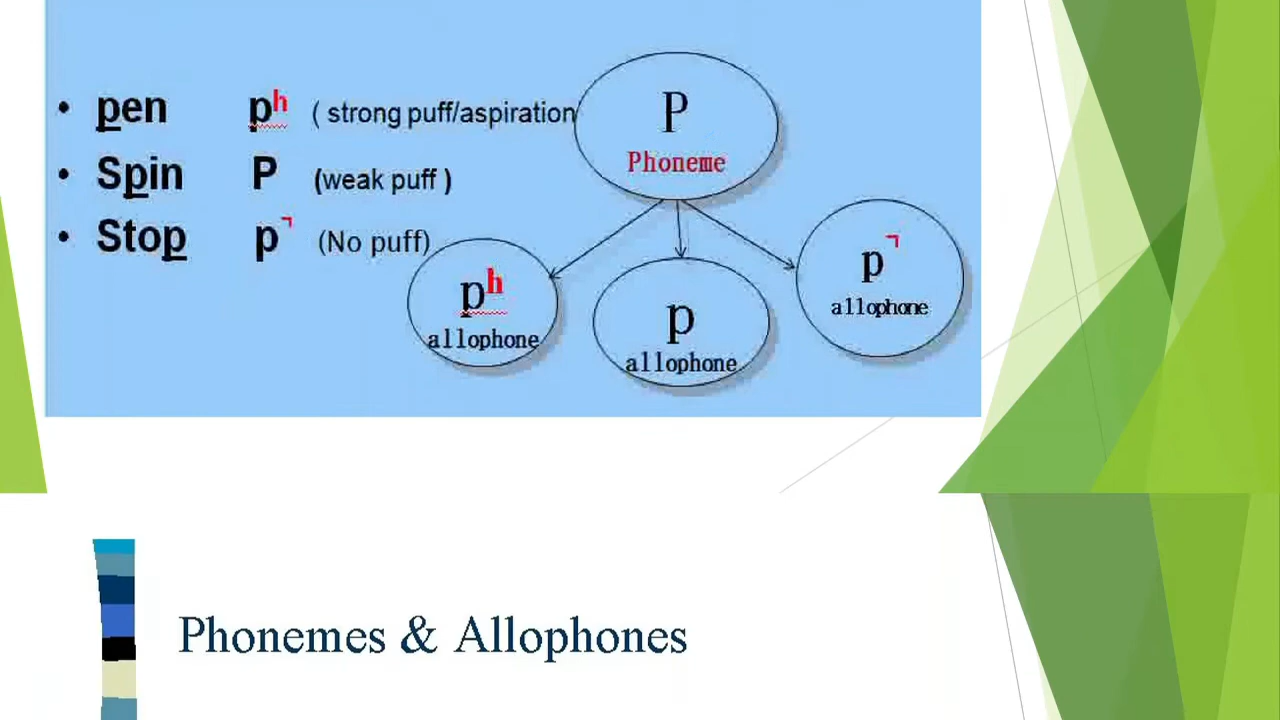 • pen pʰ ( strong puff/aspiration
• Spin P (weak puff )
• Stop p̚ (No puff)
P
Phoneme
pʰ
allophone
p
allophone
p̚
allophone
Phonemes & Allophones